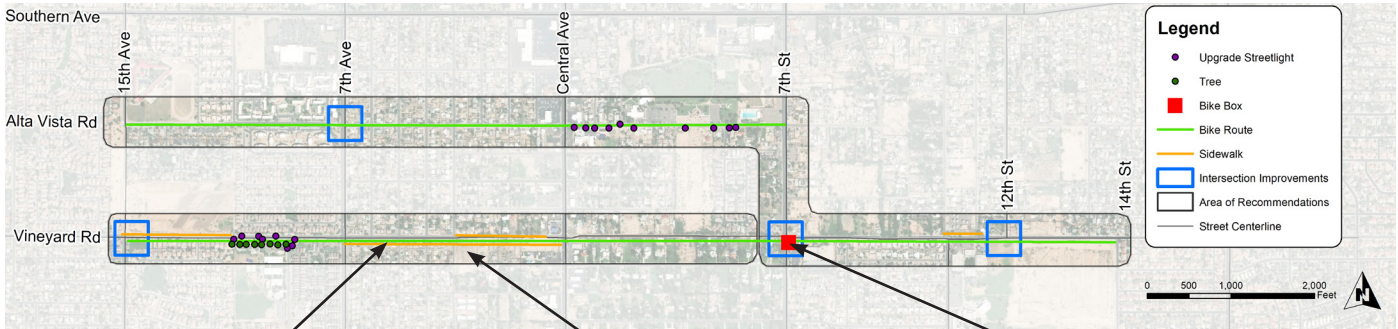 Southern Ave
15th Ave
7th Ave
Central Ave
7th St
12th St
14th St
Alta Vista Rd
Vineyard Rd
Legend
Upgrade Streetlight
Tree
Bike Box
Bike Route
Sidewalk
Intersection Improvements
Area of Recommendations
Street Centerline
0 500 1,000 2,000
Feet
N